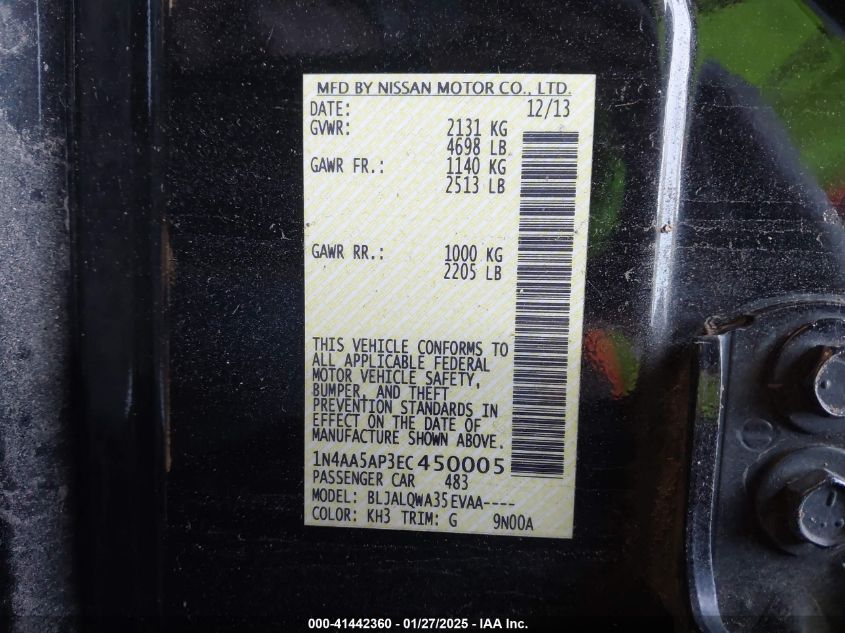 MFD BY NISSAN MOTOR CO., LTD.
DATE: 12/13
GVWR: 2131 KG
4698 LB
GAWR FR.: 1140 KG
2513 LB
GAWR RR.: 1000 KG
2205 LB
THIS VEHICLE CONFORMS TO
ALL APPLICABLE FEDERAL
MOTOR VEHICLE SAFETY,
BUMPER, AND THEFT
PREVENTION STANDARDS IN
EFFECT ON THE DATE OF
MANUFACTURE SHOWN ABOVE.
1N4AA5AP3EC450005
PASSENGER CAR 483
MODEL: BLJALQWA35EVAA----
COLOR: KH3 TRIM: G 9N00A
000-41442360 — 01/27/2025 — IAA Inc.